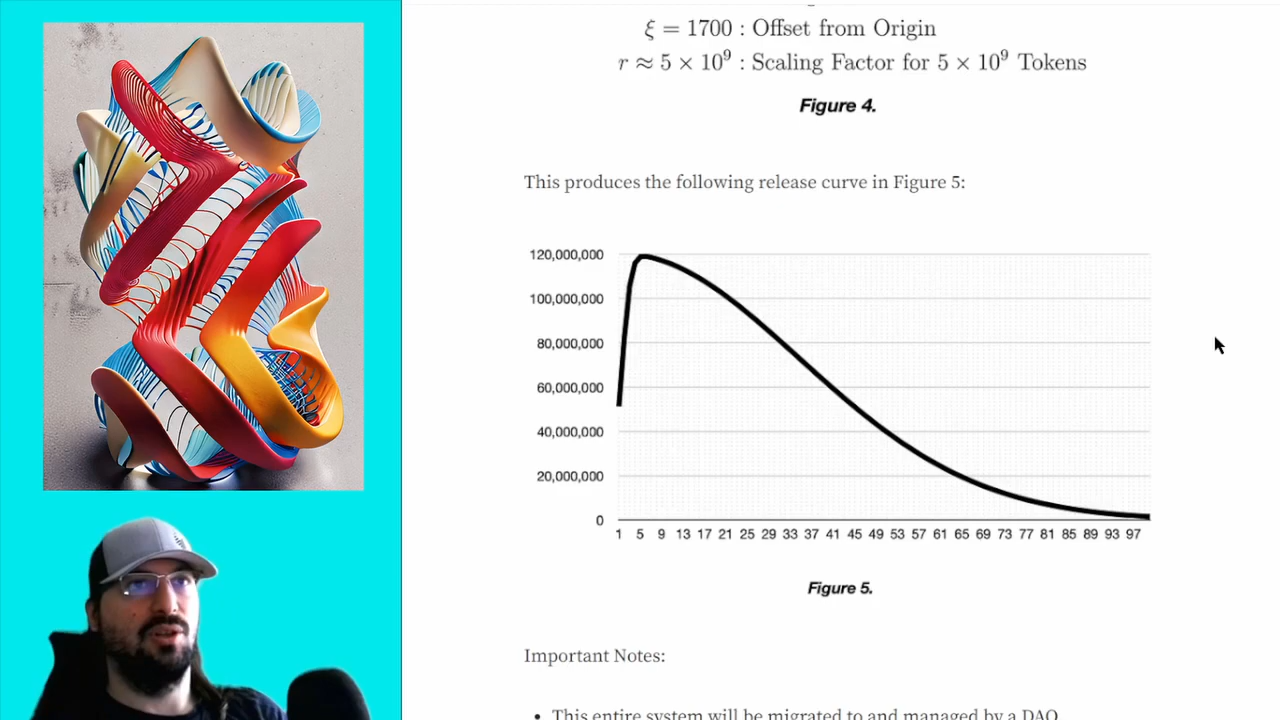 ξ = 1700 : Offset from Origin
r ≈ 5 × 10⁹ : Scaling Factor for 5 × 10⁹ Tokens
Figure 4.
This produces the following release curve in Figure 5:
120,000,000
100,000,000
80,000,000
60,000,000
40,000,000
20,000,000
0
1 5 9 13 17 21 25 29 33 37 41 45 49 53 57 61 65 69 73 77 81 85 89 93 97
Figure 5.
Important Notes:
• This entire system will be migrated to and managed by a DAO